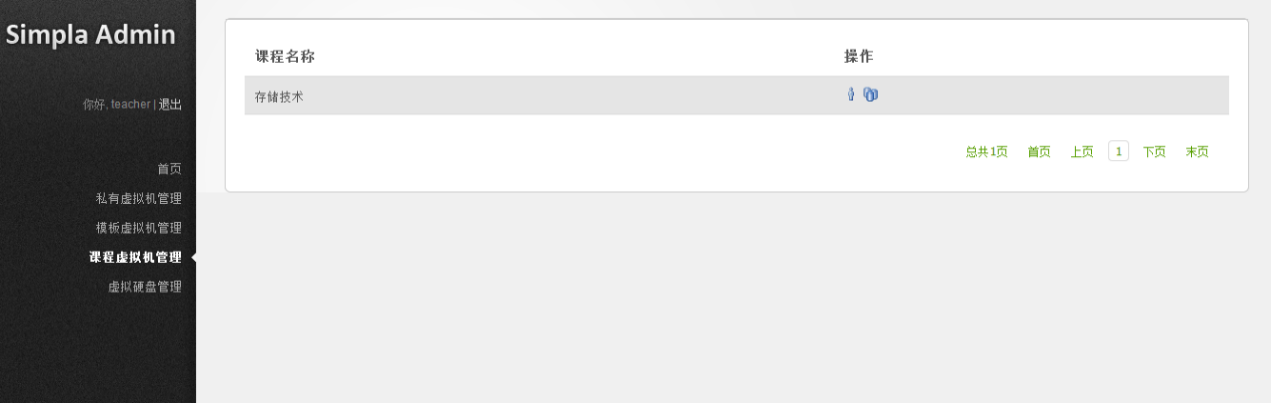 Simpla Admin
你好, teacher | 退出
首页
私有虚拟机管理
模板虚拟机管理
课程虚拟机管理
虚拟硬盘管理
课程名称 操作
存储技术
总共1页 首页 上页 1 下页 末页